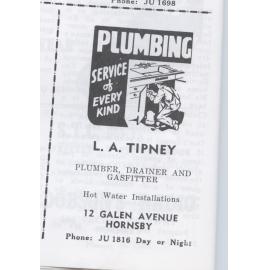 Phone: JU 1698
PLUMBING
SERVICE
of
EVERY
KIND
L. A. TIPNEY
PLUMBER, DRAINER AND
GASFITTER
Hot Water Installations
12 GALEN AVENUE
HORNSBY
Phone: JU 1816 Day or Night